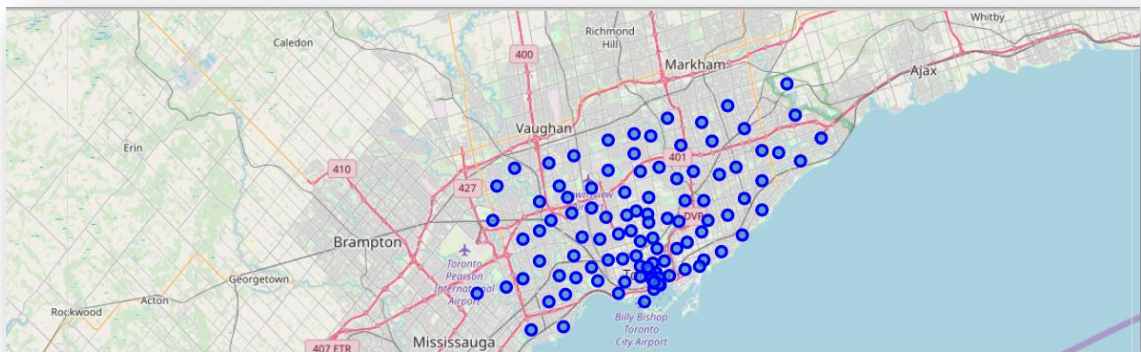 Whitby
Richmond
Hill
Caledon
400
Markham
Ajax
Vaughan
Erin
401
410
427
DVP
Brampton
Toronto
Pearson
International
Airport
Georgetown
Acton
Rockwood
Billy Bishop
Toronto
City Airport
Mississauga
407 ETR